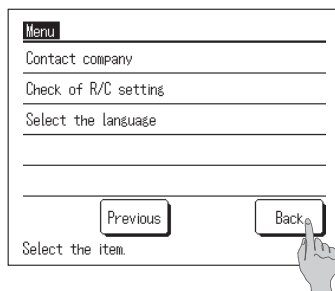 Menu
Contact company
Check of R/C setting
Select the language
Previous Back
Select the item.